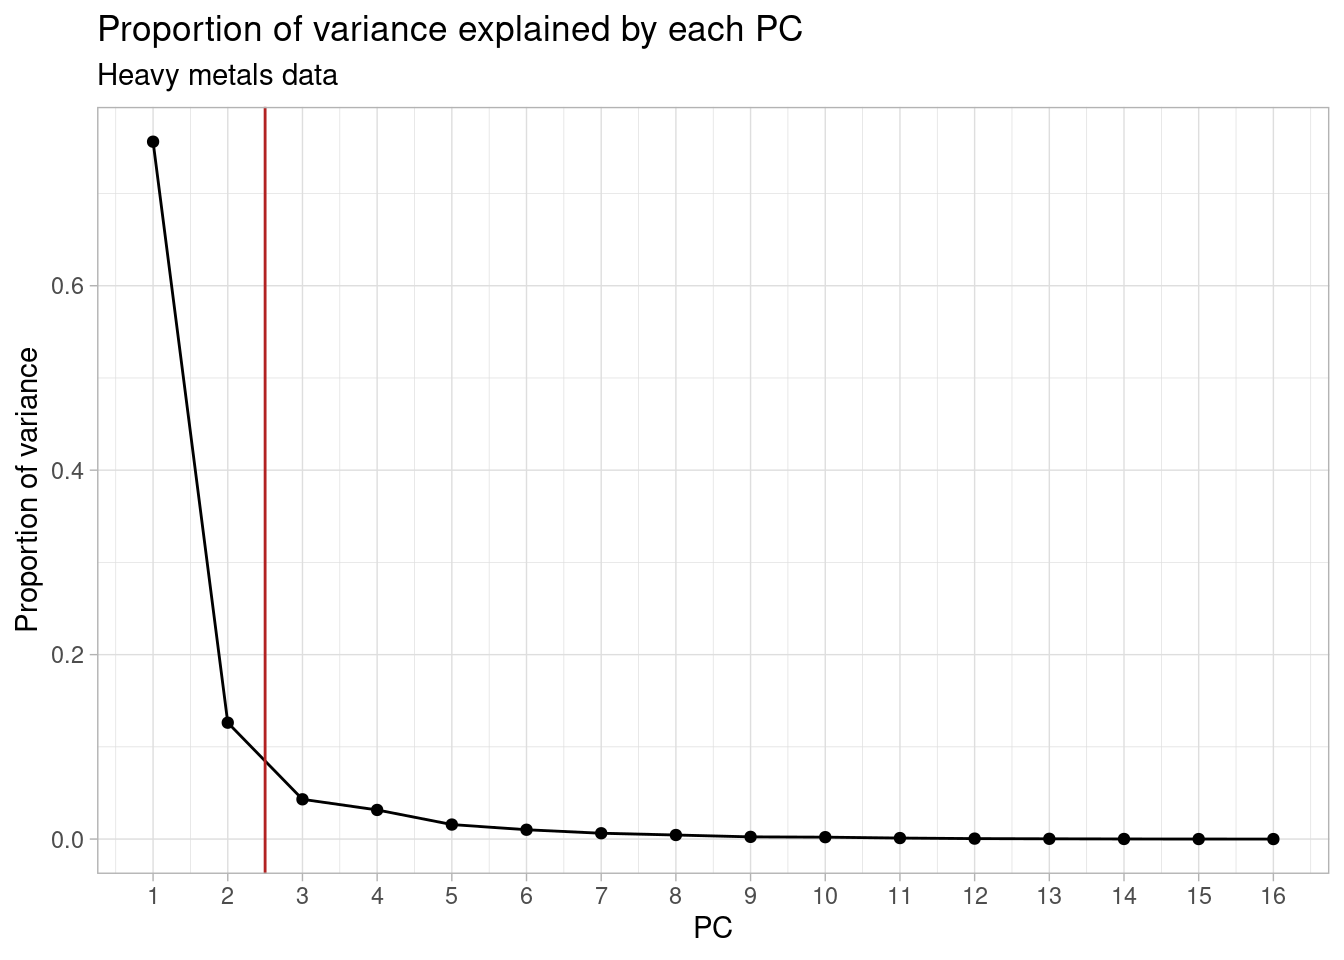 Proportion of variance explained by each PC
Heavy metals data
Proportion of variance
0.6
0.4
0.2
0.0
1 2 3 4 5 6 7 8 9 10 11 12 13 14 15 16
PC